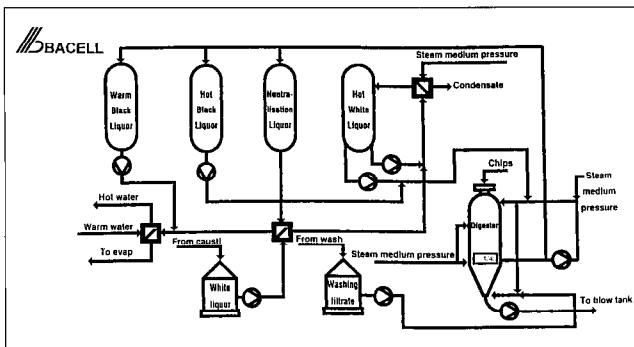 BACELL
Steam medium pressure
Condensate
Warm
Black
Liquor
Hot
Black
Liquor
Neutra-
lisation
Liquor
Hot
White
Liquor
Chips
Steam
medium
pressure
Digester
Hot water
Warm water
To evap
From causti
From wash
Steam medium pressure
White
liquor
Washing
filtrate
To blow tank